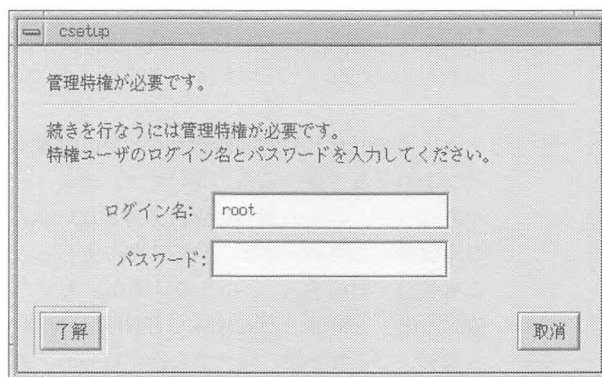 csetup
管理特権が必要です。
続きを行なうには管理特権が必要です。
特権ユーザのログイン名とパスワードを入力してください。
ログイン名: root
パスワード:
了解 取消